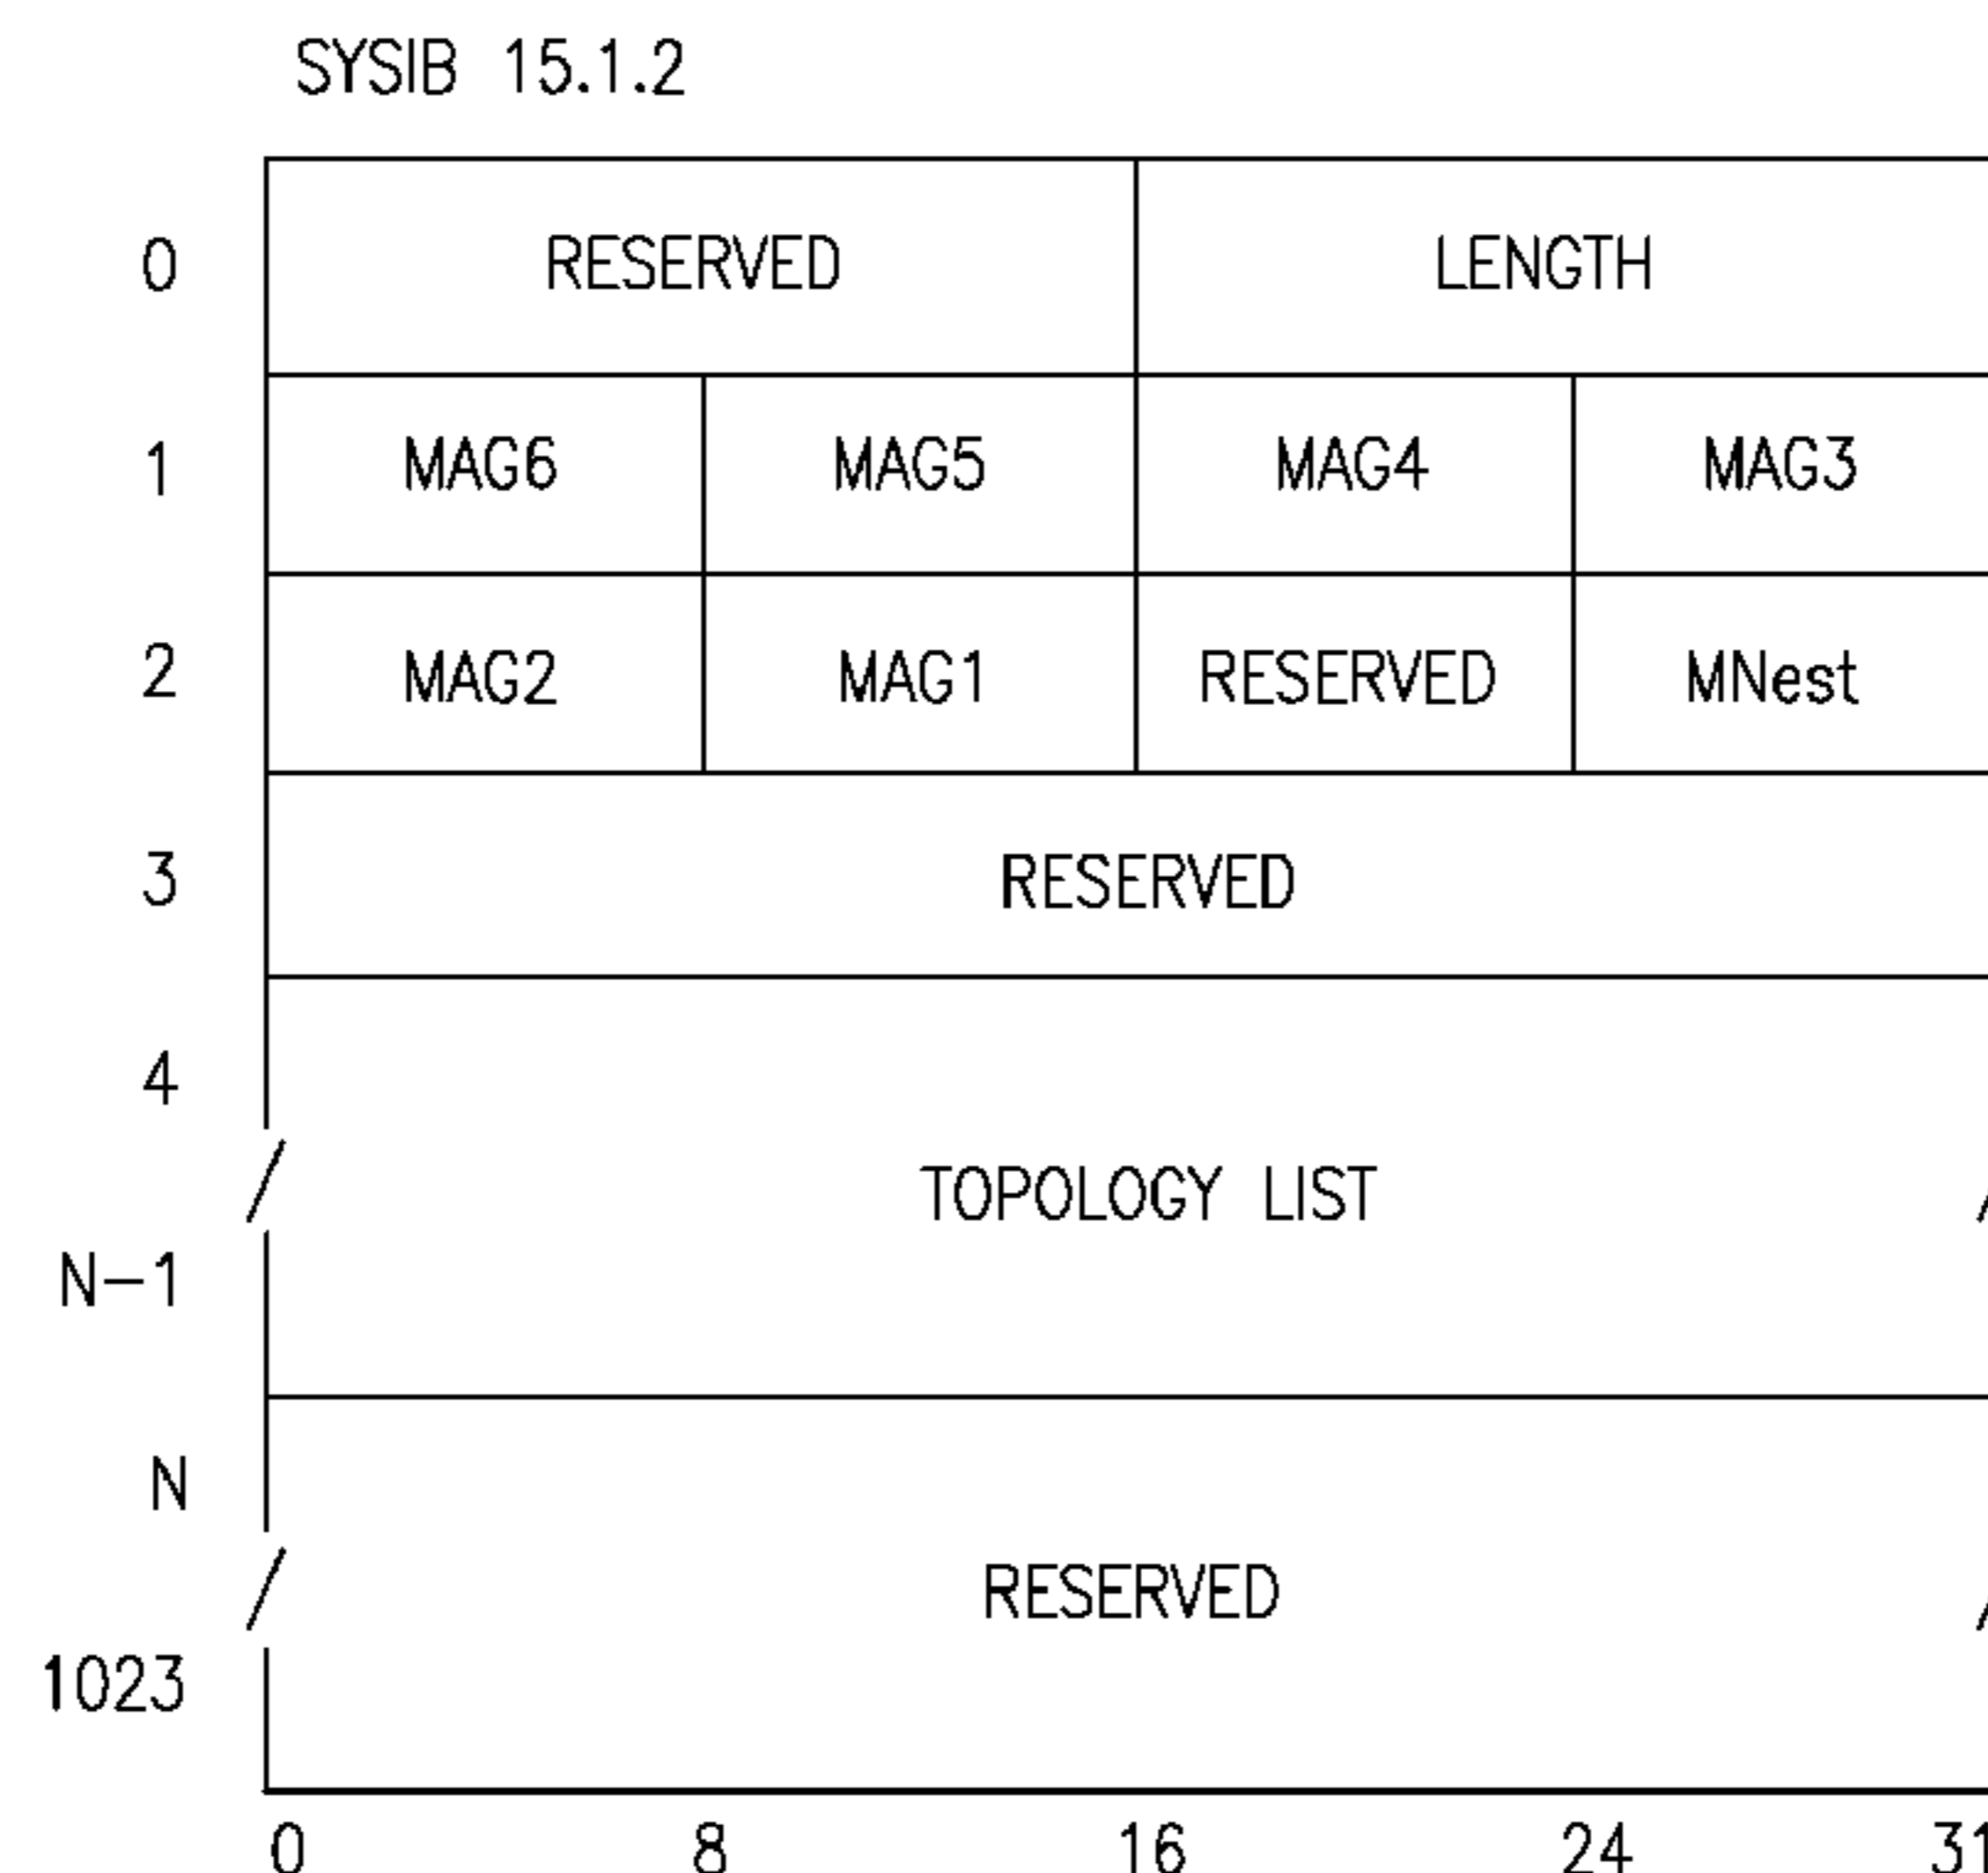 SYSIB 15.1.2
0 RESERVED LENGTH
1 MAG6 MAG5 MAG4 MAG3
2 MAG2 MAG1 RESERVED MNest
3 RESERVED
4
TOPOLOGY LIST
N-1
N
RESERVED
1023
0 8 16 24 31